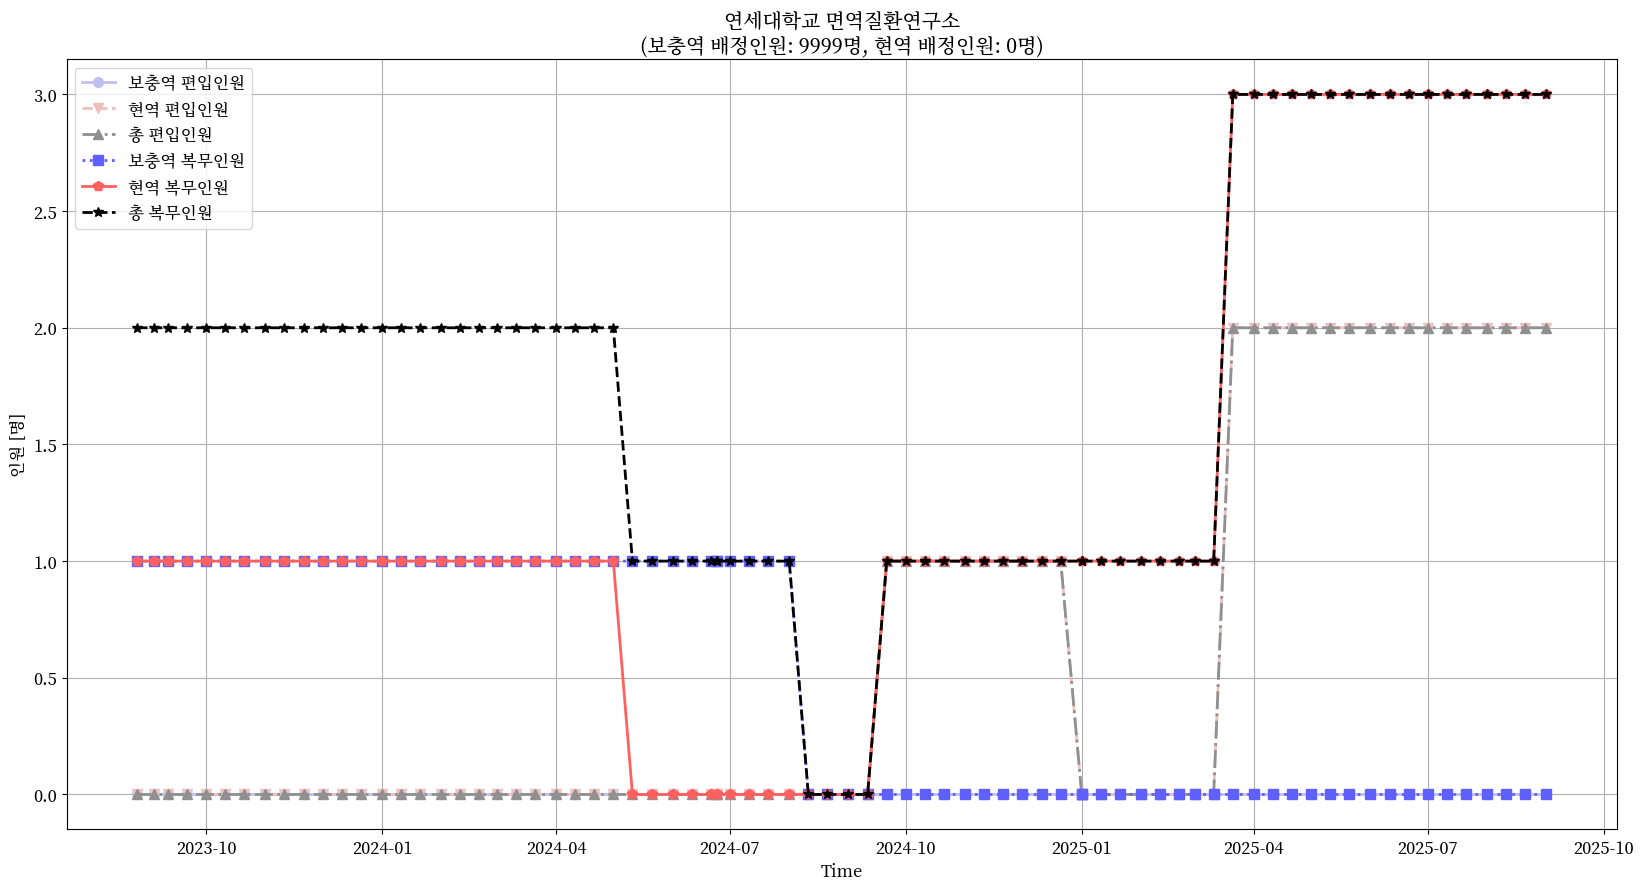 연세대학교 면역질환연구소
(보충역 배정인원: 9999명, 현역 배정인원: 0명)
보충역 편입인원
현역 편입인원
총 편입인원
보충역 복무인원
현역 복무인원
총 복무인원
3.0
2.5
2.0
1.5
1.0
0.5
0.0
인원 [명]
2023-10
2024-01
2024-04
2024-07
2024-10
2025-01
2025-04
2025-07
2025-10
Time